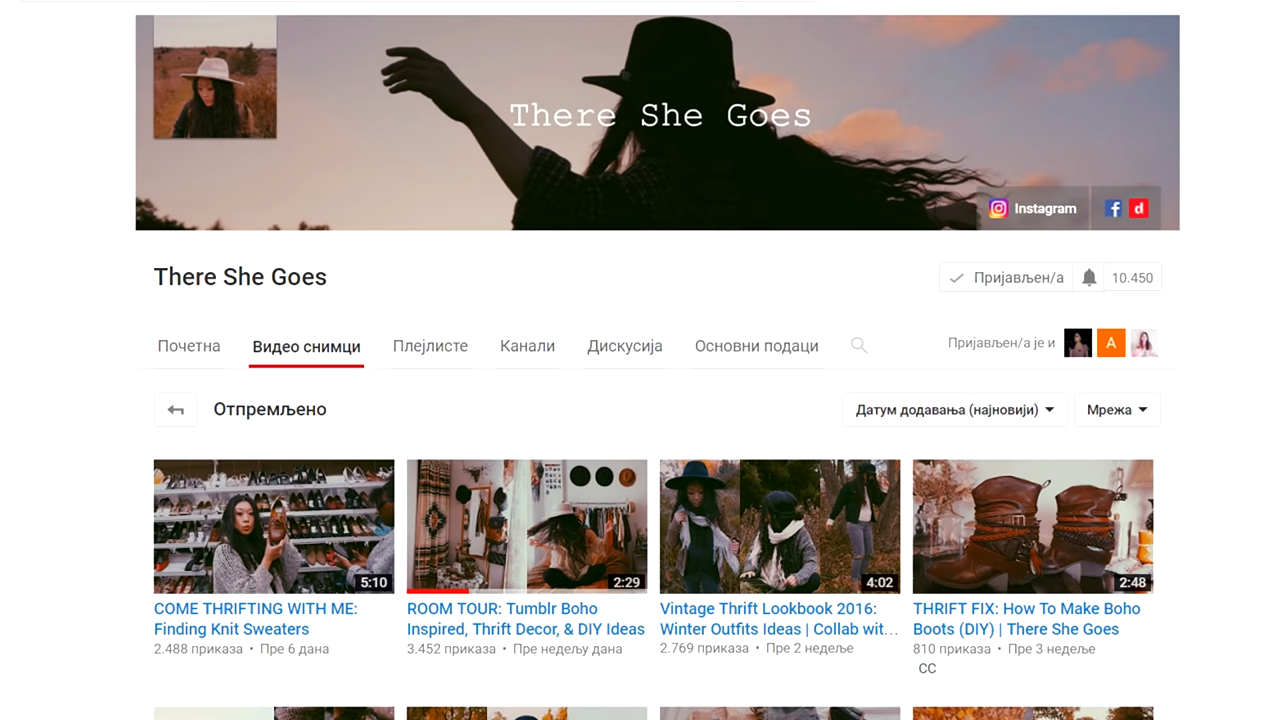 There She Goes
Instagram
f
d
There She Goes
Пријављен/а
10.450
Почетна
Видео снимци
Плејлисте
Канали
Дискусија
Основни подаци
Пријављен/а је и
A
Отпремљено
Датум додавања (најновији)
Мрежа
5:10
2:29
4:02
2:48
COME THRIFTING WITH ME:
Finding Knit Sweaters
2.488 приказа • Пре 6 дана
ROOM TOUR: Tumblr Boho
Inspired, Thrift Decor, & DIY Ideas
3.452 приказа • Пре недељу дана
Vintage Thrift Lookbook 2016:
Winter Outfits Ideas | Collab wit...
2.769 приказа • Пре 2 недеље
THRIFT FIX: How To Make Boho
Boots (DIY) | There She Goes
810 приказа • Пре 3 недеље
CC